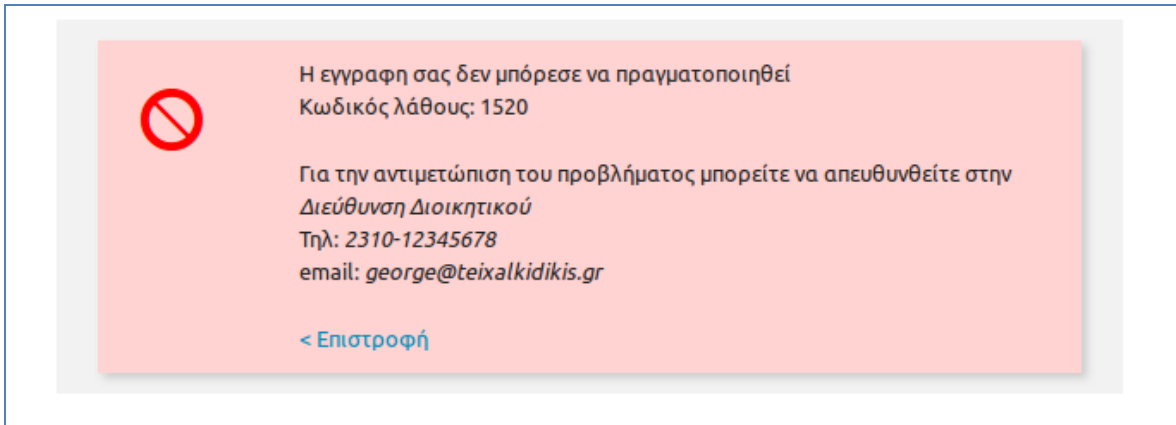 Η εγγραφη σας δεν μπόρεσε να πραγματοποιηθεί
Κωδικός λάθους: 1520
Για την αντιμετώπιση του προβλήματος μπορείτε να απευθυνθείτε στην
Διεύθυνση Διοικητικού
Τηλ: 2310-12345678
email: george@teixalkidikis.gr
< Επιστροφή